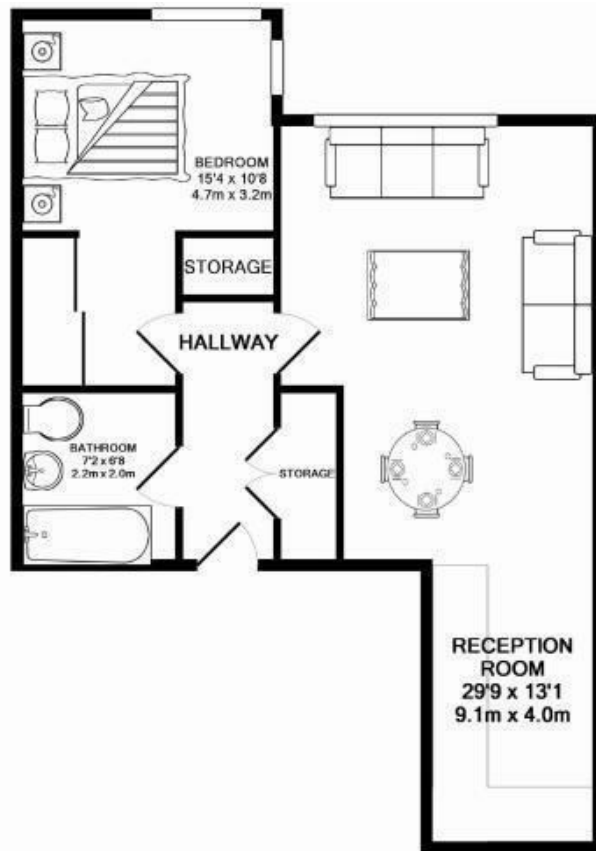 BEDROOM
15'4 x 10'8
4.7m x 3.2m
STORAGE
HALLWAY
BATHROOM
7'2 x 6'8
2.2m x 2.0m
STORAGE
RECEPTION
ROOM
29'9 x 13'1
9.1m x 4.0m